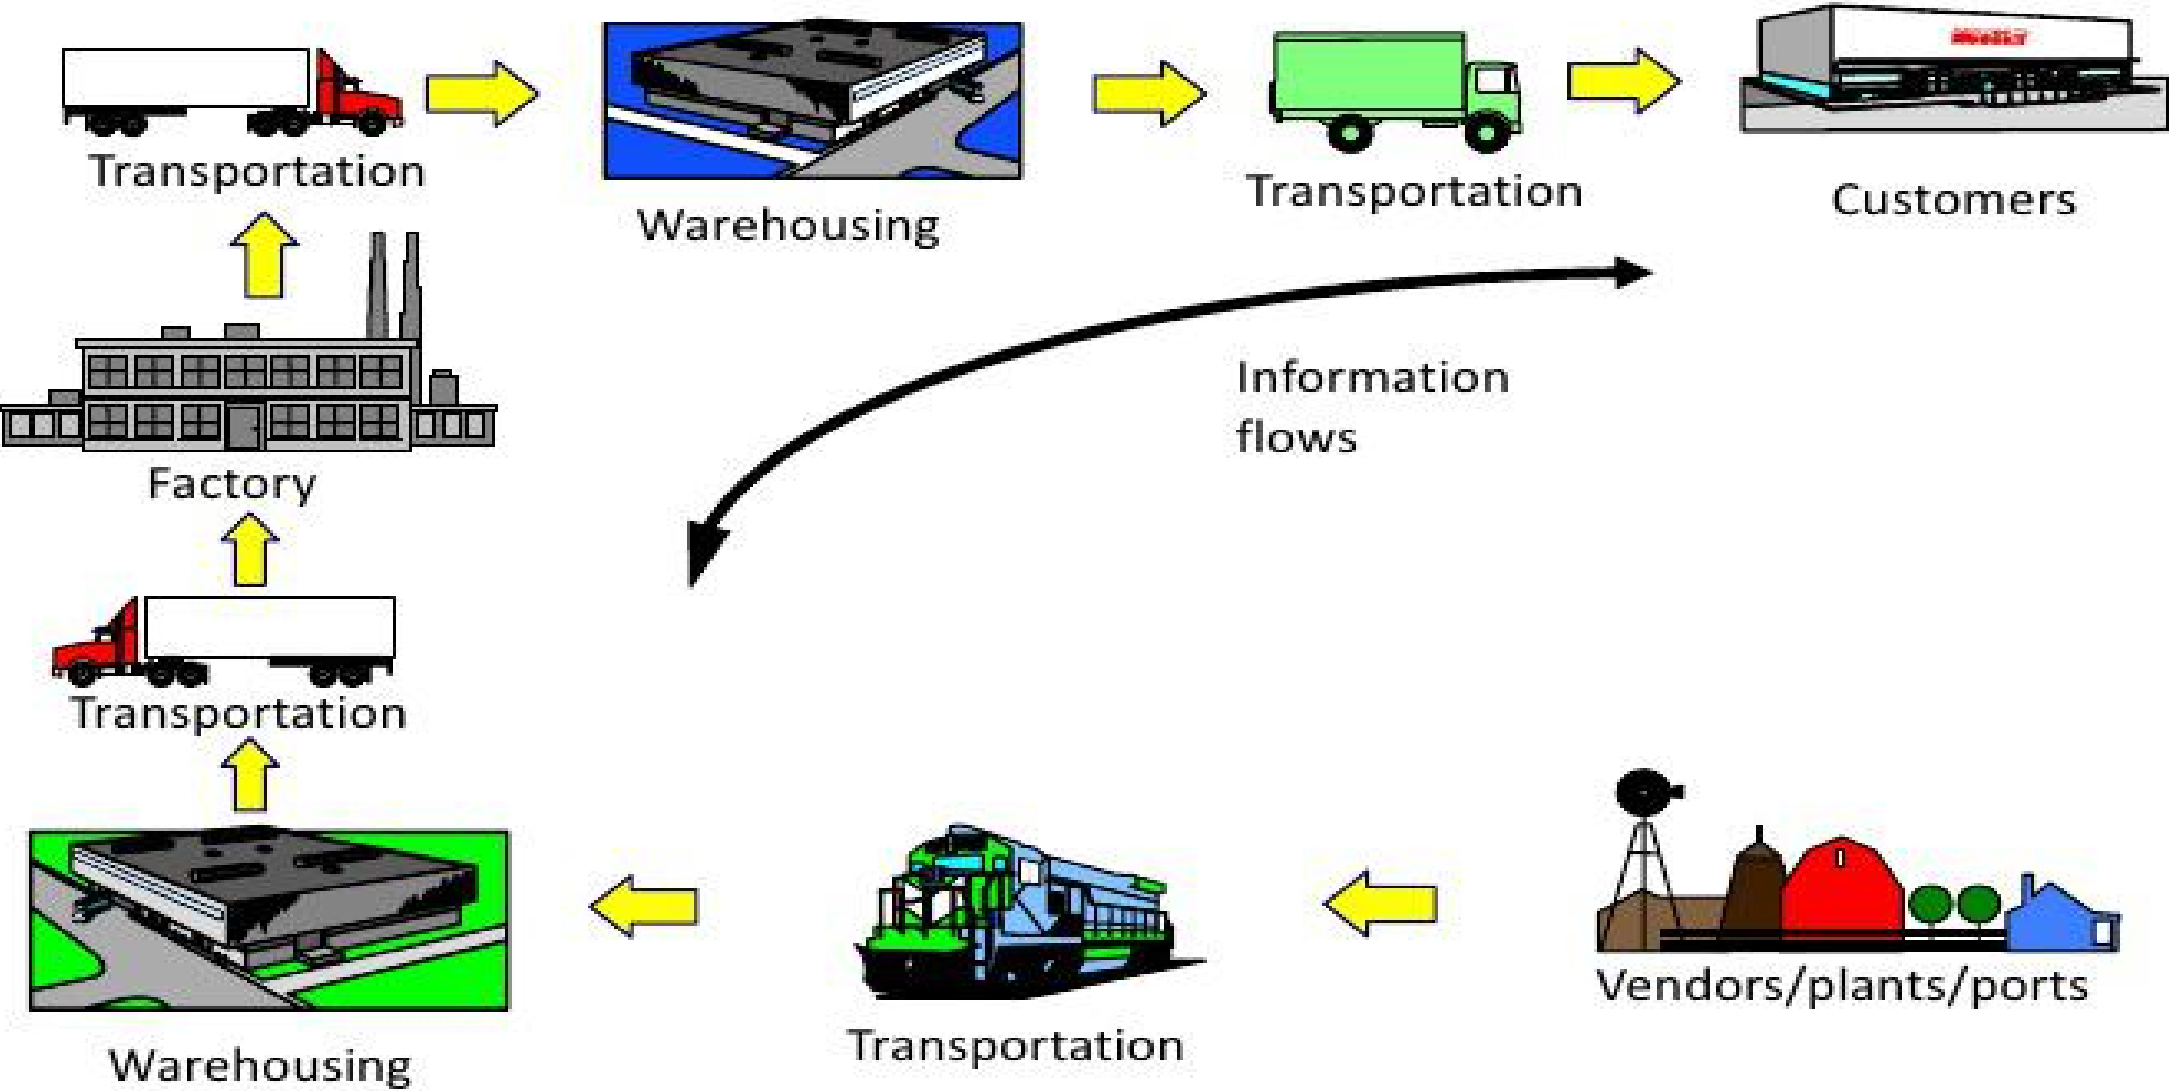 Transportation
Warehousing
Transportation
Customers
Information
flows
Factory
Transportation
Vendors/plants/ports
Transportation
Warehousing